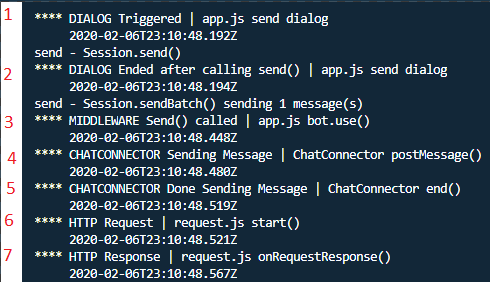 1 **** DIALOG Triggered | app.js send dialog
2020-02-06T23:10:48.192Z
send - Session.send()
2 **** DIALOG Ended after calling send() | app.js send dialog
2020-02-06T23:10:48.194Z
send - Session.sendBatch() sending 1 message(s)
3 **** MIDDLEWARE Send() called | app.js bot.use()
2020-02-06T23:10:48.448Z
4 **** CHATCONNECTOR Sending Message | ChatConnector postMessage()
2020-02-06T23:10:48.480Z
5 **** CHATCONNECTOR Done Sending Message | ChatConnector end()
2020-02-06T23:10:48.519Z
6 **** HTTP Request | request.js start()
2020-02-06T23:10:48.521Z
7 **** HTTP Response | request.js onRequestResponse()
2020-02-06T23:10:48.567Z